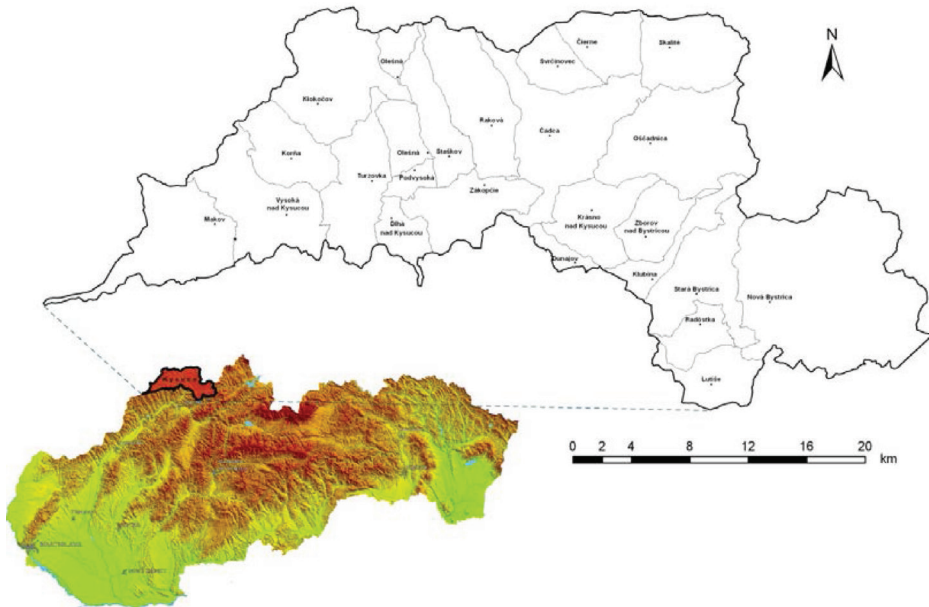 N
Čierne
Skalité
Svrčinovec
Olešná
Klokočov
Raková
Čadca
Oščadnica
Korňa
Olešná
Staškov
Turzovka
Podvysoká
Zákopčie
Vysoká
nad Kysucou
Makov
Dlhá
nad Kysucou
Krásno
nad Kysucou
Zborov
nad Bystricou
Dunajov
Klubina
Stará Bystrica
Nová Bystrica
Radôstka
Lutiše
Kysuce
0 2 4 8 12 16 20
km